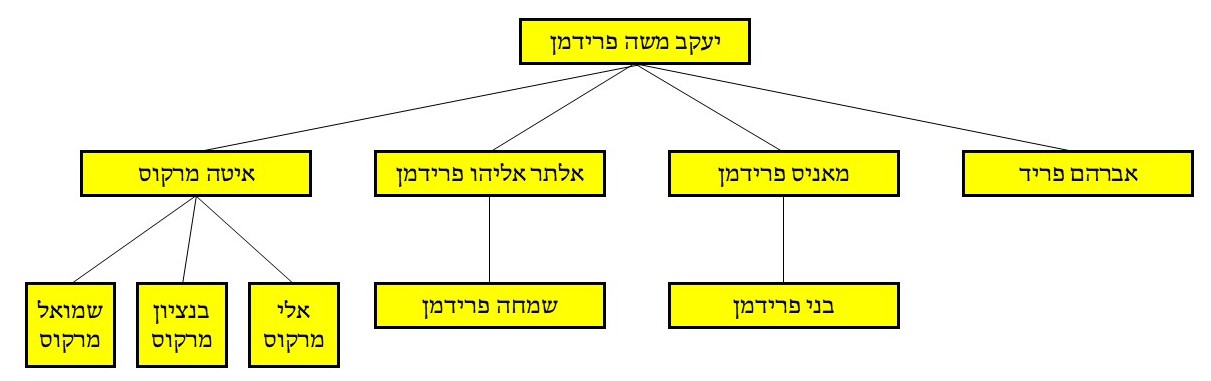 יעקב משה פרידמן
אברהם פריד
מאניס פרידמן
אלתר אליהו פרידמן
איטה מרקוס
בני פרידמן
שמחה פרידמן
אלי
מרקוס
בנציון
מרקוס
שמואל
מרקוס